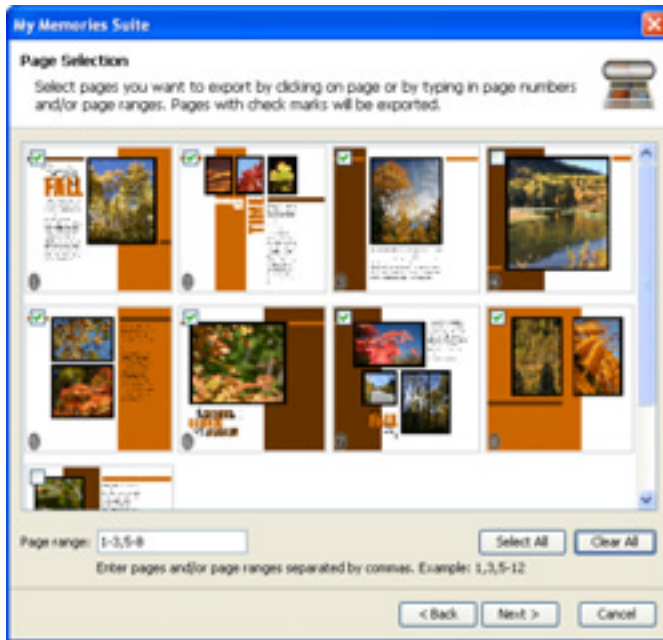 My Memories Suite
Page Selection
Select pages you want to export by clicking on page or by typing in page numbers
and/or page ranges. Pages with check marks will be exported.
FALL
TIME
FALL
Page range: 1-3,5-8
Select All
Clear All
Enter pages and/or page ranges separated by commas. Example: 1,3,5-12
< Back
Next >
Cancel